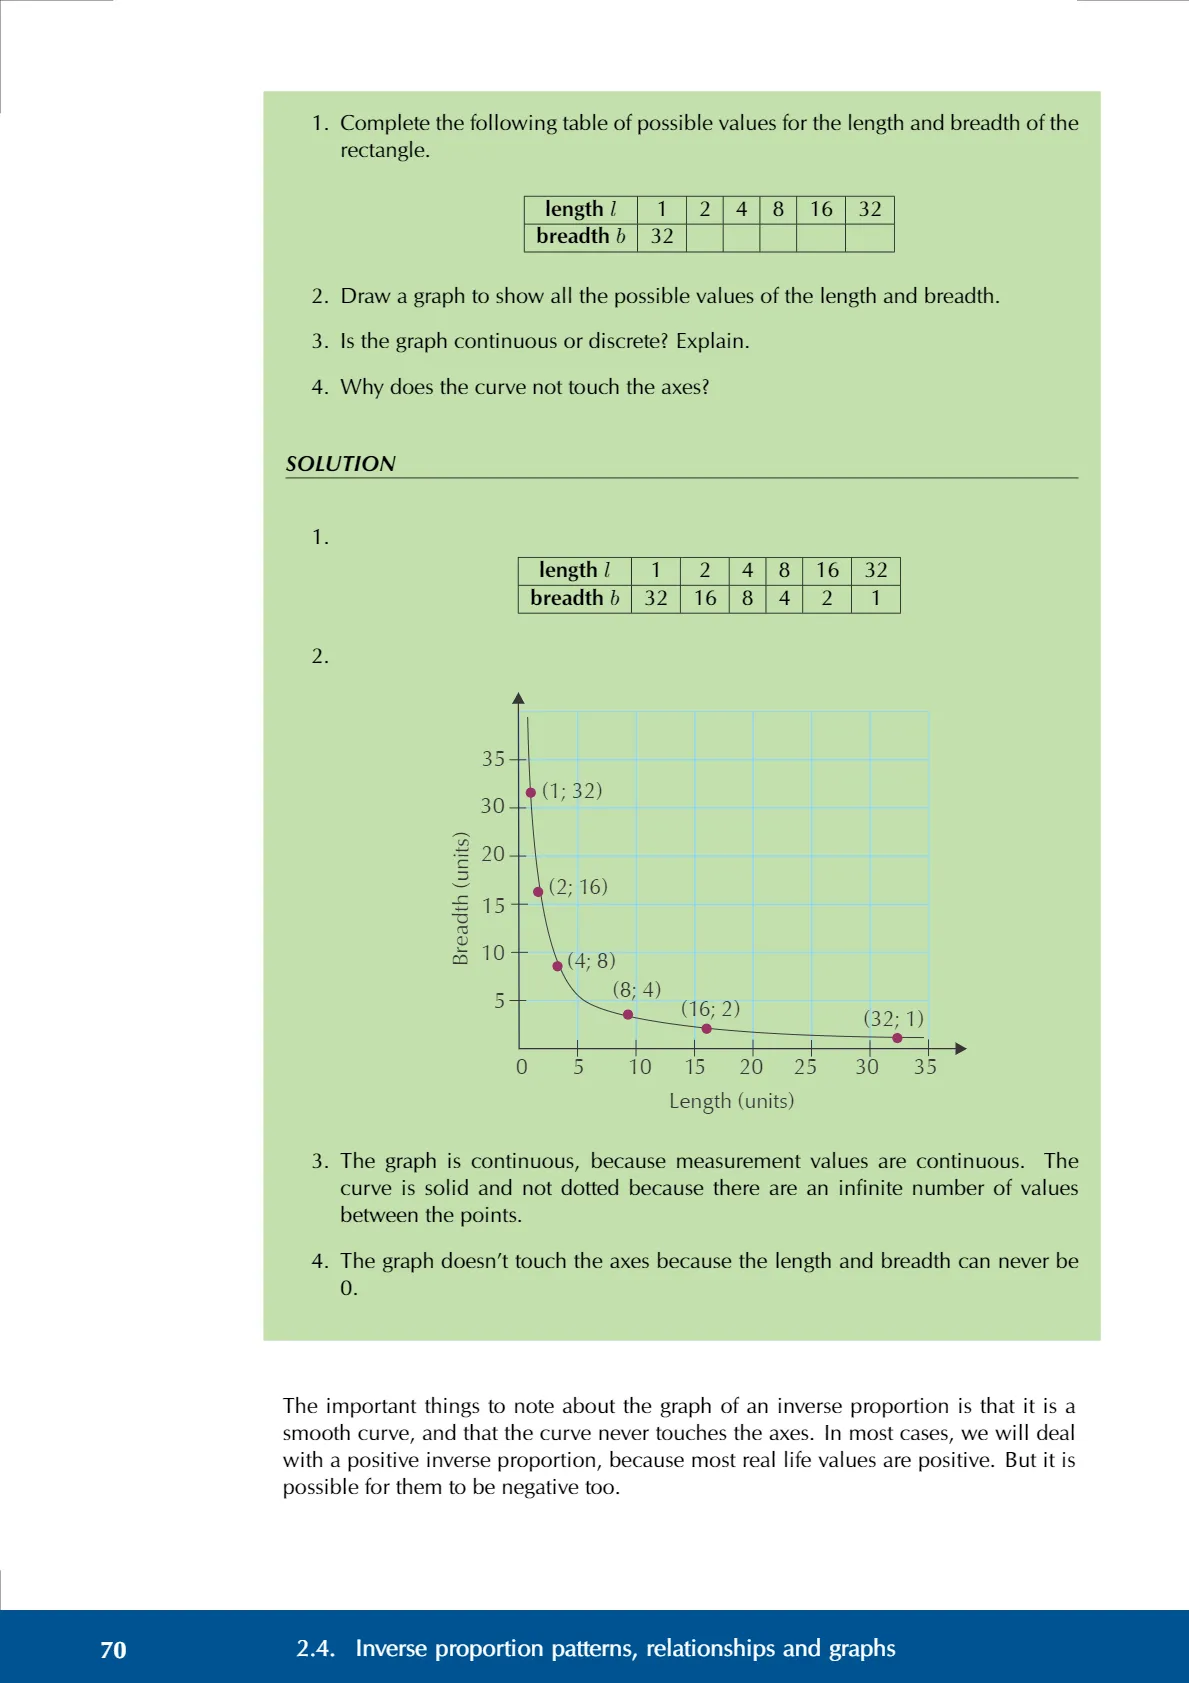 1. Complete the following table of possible values for the length and breadth of the
rectangle.
length l 1 2 4 8 16 32
breadth b 32
2. Draw a graph to show all the possible values of the length and breadth.
3. Is the graph continuous or discrete? Explain.
4. Why does the curve not touch the axes?
SOLUTION
1.
length l 1 2 4 8 16 32
breadth b 32 16 8 4 2 1
2.
35
(1; 32)
30
20
(2; 16)
15
10
(4; 8)
(8; 4)
5
(16; 2)
(32; 1)
Breadth (units)
0 5 10 15 20 25 30 35
Length (units)
3. The graph is continuous, because measurement values are continuous. The
curve is solid and not dotted because there are an infinite number of values
between the points.
4. The graph doesn't touch the axes because the length and breadth can never be
0.
The important things to note about the graph of an inverse proportion is that it is a
smooth curve, and that the curve never touches the axes. In most cases, we will deal
with a positive inverse proportion, because most real life values are positive. But it is
possible for them to be negative too.
70 2.4. Inverse proportion patterns, relationships and graphs